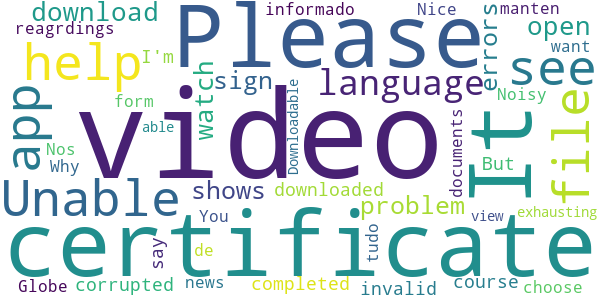 download
informado
Nice
manten
reagrdings
Please
errors
open
help
I'm
want
see
app
sign
language
watch
Downloadable
Noisy
file
form
video
able
It
documents
Nos
But
Why
Unable
shows
downloaded
problem
You
view
exhausting
certificate
say
de
tudo
Globe
corrupted
news
completed
invalid
course
choose